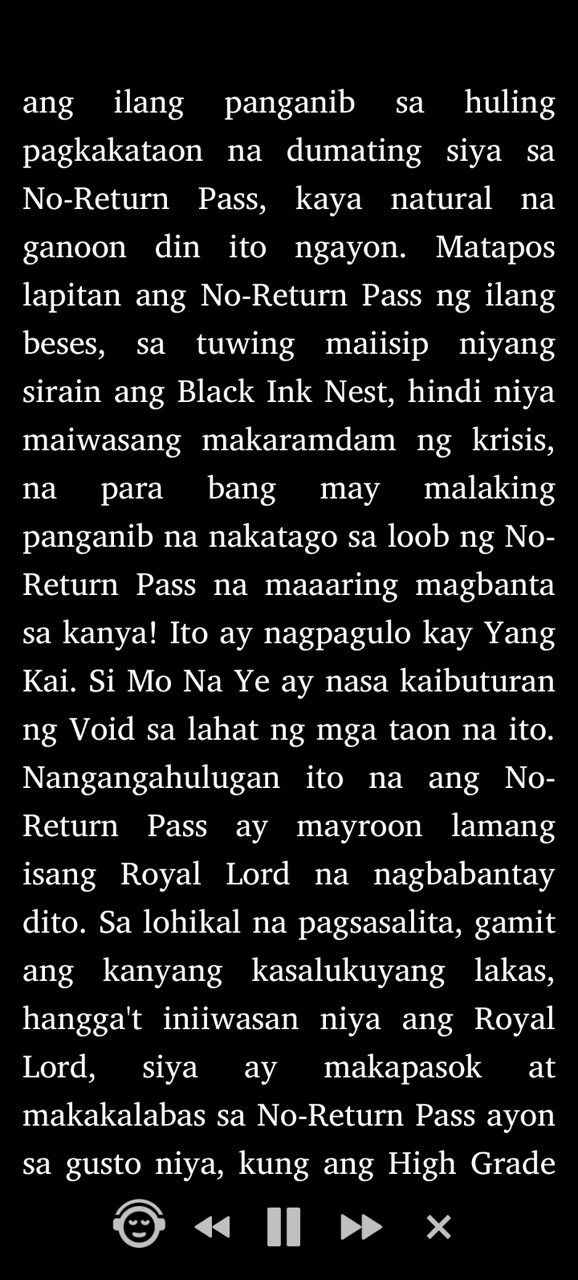 ang ilang panganib sa huling
pagkakataon na dumating siya sa
No-Return Pass, kaya natural na
ganoon din ito ngayon. Matapos
lapitan ang No-Return Pass ng ilang
beses, sa tuwing maiisip niyang
sirain ang Black Ink Nest, hindi niya
maiwasang makaramdam ng krisis,
na para bang may malaking
panganib na nakatago sa loob ng No-
Return Pass na maaaring magbanta
sa kanya! Ito ay nagpagulo kay Yang
Kai. Si Mo Na Ye ay nasa kaibuturan
ng Void sa lahat ng mga taon na ito.
Nangangahulugan ito na ang No-
Return Pass ay mayroon lamang
isang Royal Lord na nagbabantay
dito. Sa lohikal na pagsasalita, gamit
ang kanyang kasalukuyang lakas,
hangga't iniiwasan niya ang Royal
Lord, siya ay makapasok at
makakalabas sa No-Return Pass ayon
sa gusto niya, kung ang High Grade